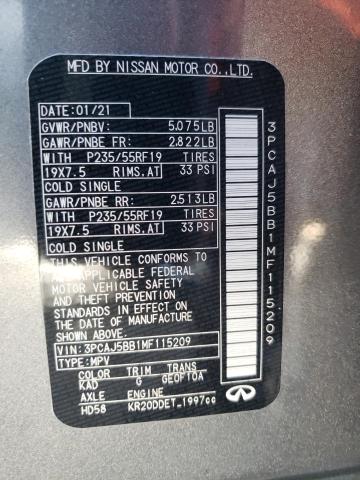 MFD BY NISSAN MOTOR CO.,LTD.
DATE:01/21
GVWR/PNBV: 5,075LB
GAWR/PNBE FR: 2,822LB
WITH P235/55RF19 TIRES
19X7.5 RIMS.AT 33 PSI
COLD SINGLE
GAWR/PNBE RR: 2,513LB
WITH P235/55RF19 TIRES
19X7.5 RIMS.AT 33 PSI
COLD SINGLE
THIS VEHICLE CONFORMS TO
ALL APPLICABLE FEDERAL
MOTOR VEHICLE SAFETY
AND THEFT PREVENTION
STANDARDS IN EFFECT ON THE
DATE OF MANUFACTURE
SHOWN ABOVE.
VIN:3PCAJ5BB1MF115209
TYPE:MPV
COLOR TRIM TRANS
KAD G GE0F10A
AXLE ENGINE
HD58 KR20DDET_1997cc
3PCAJ5BB1MF115209